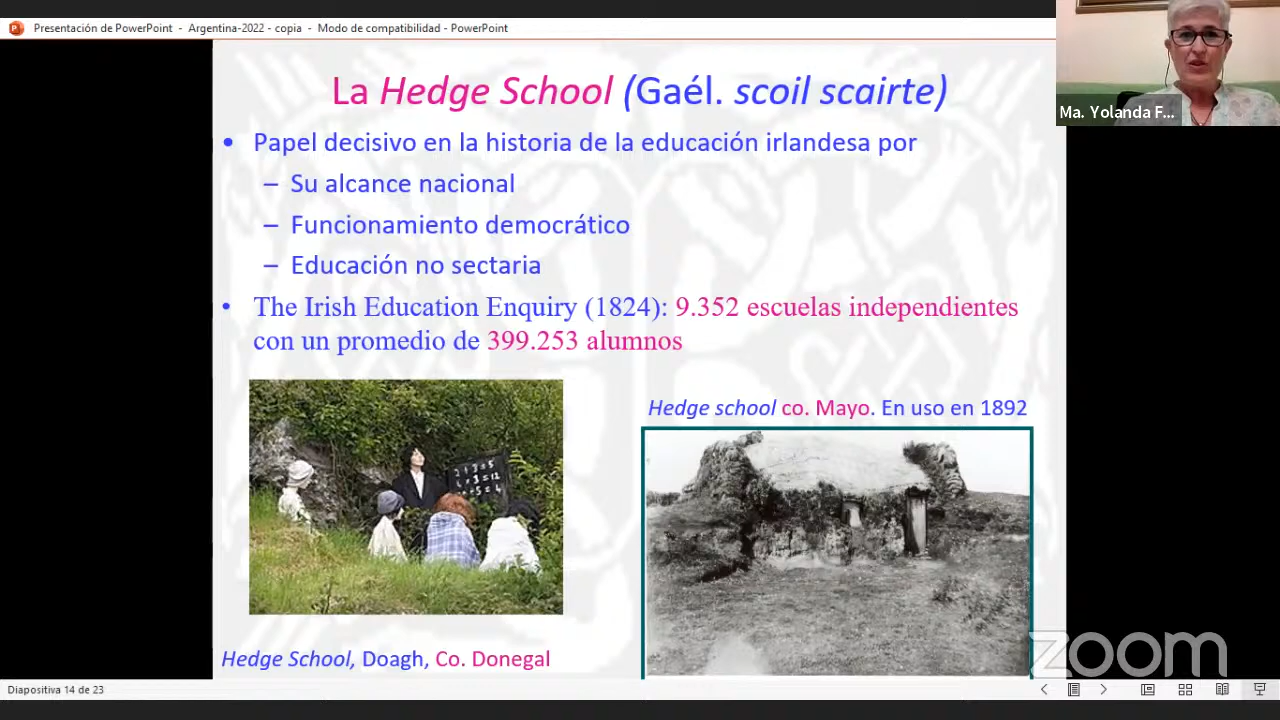 Presentación de PowerPoint - Argentina-2022 - copia - Modo de compatibilidad - PowerPoint
Ma. Yolanda F...
La Hedge School (Gaél. scoil scairte)
• Papel decisivo en la historia de la educación irlandesa por
– Su alcance nacional
– Funcionamiento democrático
– Educación no sectaria
• The Irish Education Enquiry (1824): 9.352 escuelas independientes
con un promedio de 399.253 alumnos
Hedge school co. Mayo. En uso en 1892
Hedge School, Doagh, Co. Donegal
zoom
Diapositiva 14 de 23